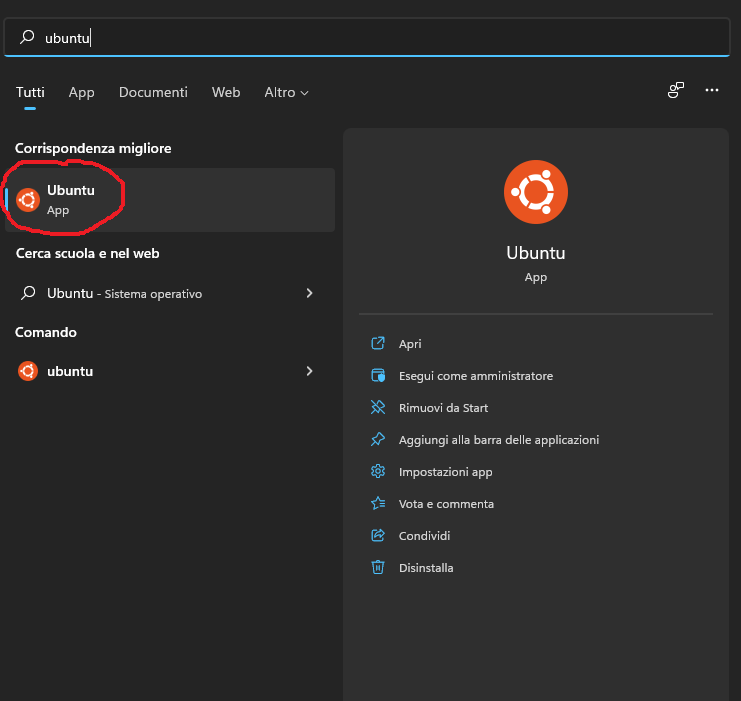 ubuntu
Tutti App Documenti Web Altro
Corrispondenza migliore
Ubuntu
App
Cerca scuola e nel web
Ubuntu - Sistema operativo
Comando
ubuntu
Ubuntu
App
Apri
Esegui come amministratore
Rimuovi da Start
Aggiungi alla barra delle applicazioni
Impostazioni app
Vota e commenta
Condividi
Disinstalla